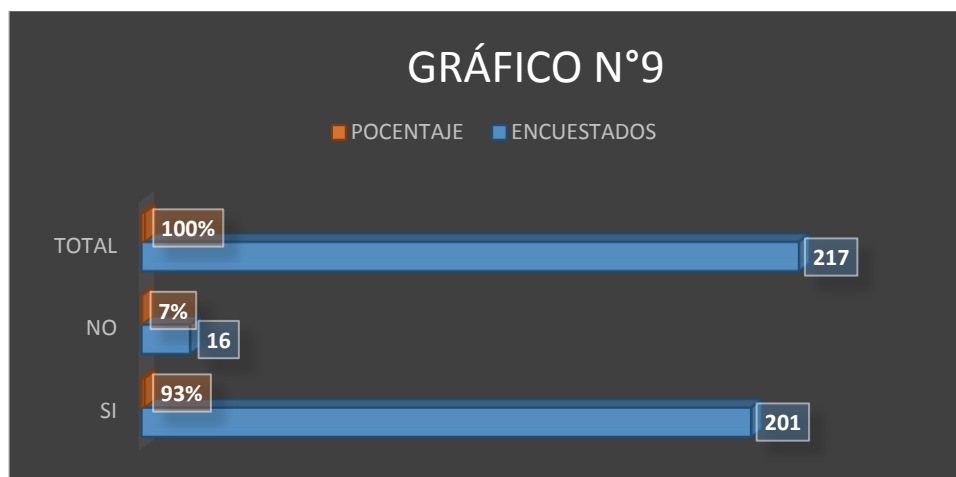 GRÁFICO N°9
POCENTAJE ENCUESTADOS
TOTAL 100%
217
NO 7%
16
SI 93%
201